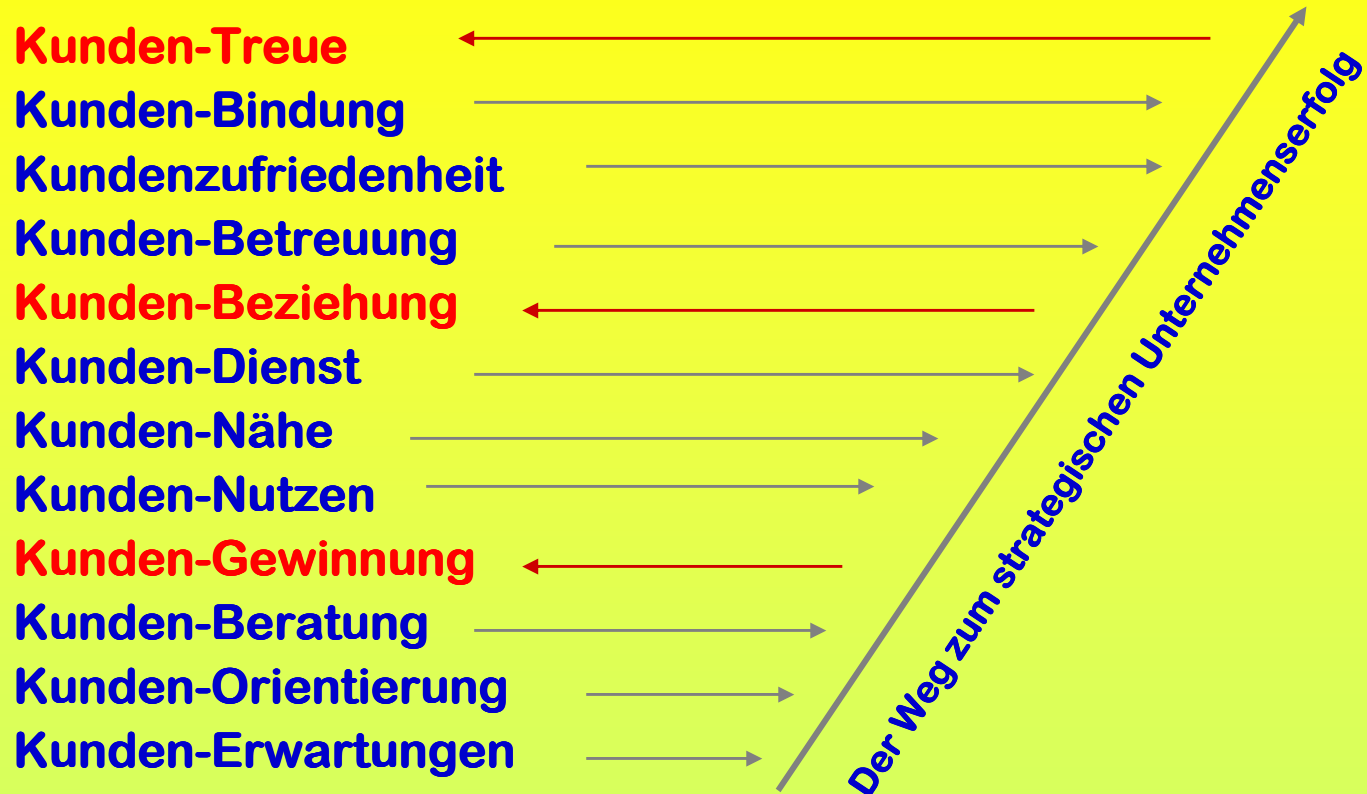 Kunden-Treue
Kunden-Bindung
Kundenzufriedenheit
Kunden-Betreuung
Kunden-Beziehung
Kunden-Dienst
Kunden-Nähe
Kunden-Nutzen
Kunden-Gewinnung
Kunden-Beratung
Kunden-Orientierung
Kunden-Erwartungen
Der Weg zum strategischen Unternehmenserfolg